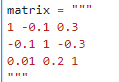 matrix = """
1 -0.1 0.3
-0.1 1 -0.3
0.01 0.2 1
"""